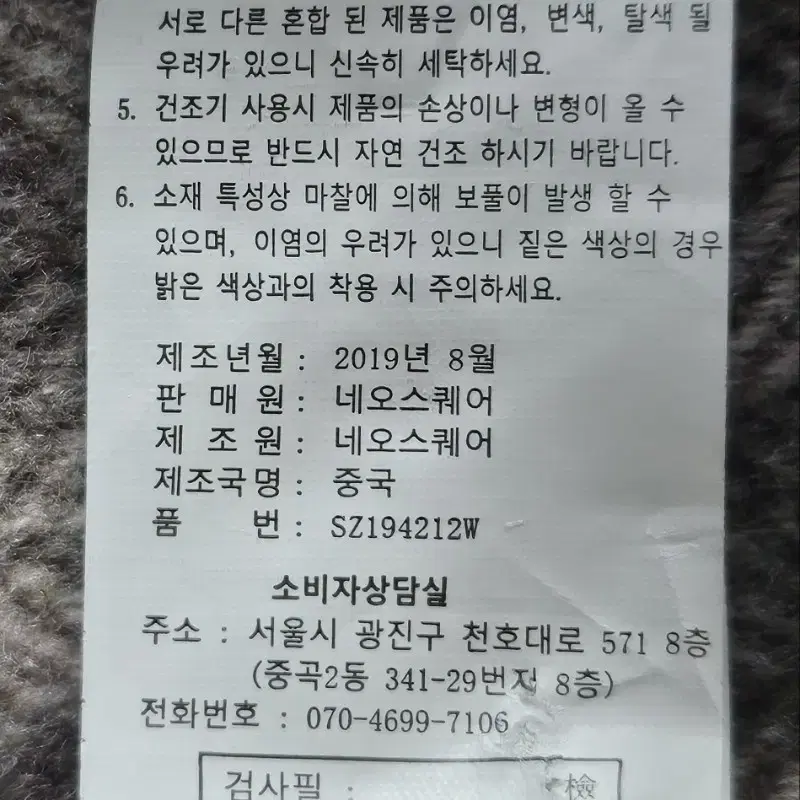 서로 다른 혼합 된 제품은 이염, 변색, 탈색 될
우려가 있으니 신속히 세탁하세요.
5. 건조기 사용시 제품의 손상이나 변형이 올 수
있으므로 반드시 자연 건조 하시기 바랍니다.
6. 소재 특성상 마찰에 의해 보풀이 발생 할 수
있으며, 이염의 우려가 있으니 짙은 색상의 경우
밝은 색상과의 착용 시 주의하세요.
제조년월 : 2019년 8월
판 매 원 : 네오스퀘어
제 조 원 : 네오스퀘어
제조국명 : 중국
품 번 : SZ194212W
소비자상담실
주소 : 서울시 광진구 천호대로 571 8층
(중곡2동 341-29번지 8층)
전화번호 : 070-4699-7106
검사필 : 檢